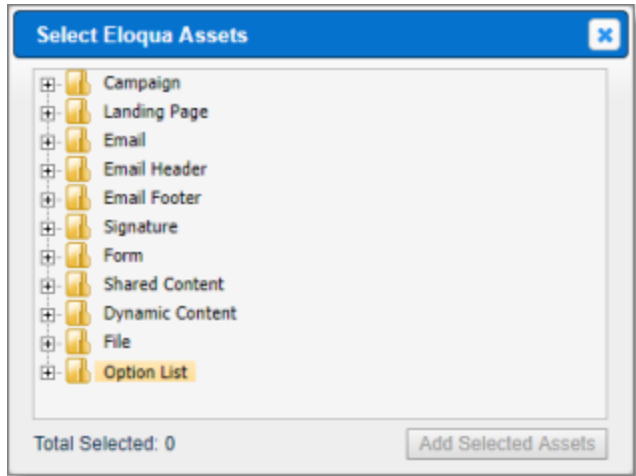 Select Eloqua Assets
Campaign
Landing Page
Email
Email Header
Email Footer
Signature
Form
Shared Content
Dynamic Content
File
Option List
Total Selected: 0
Add Selected Assets